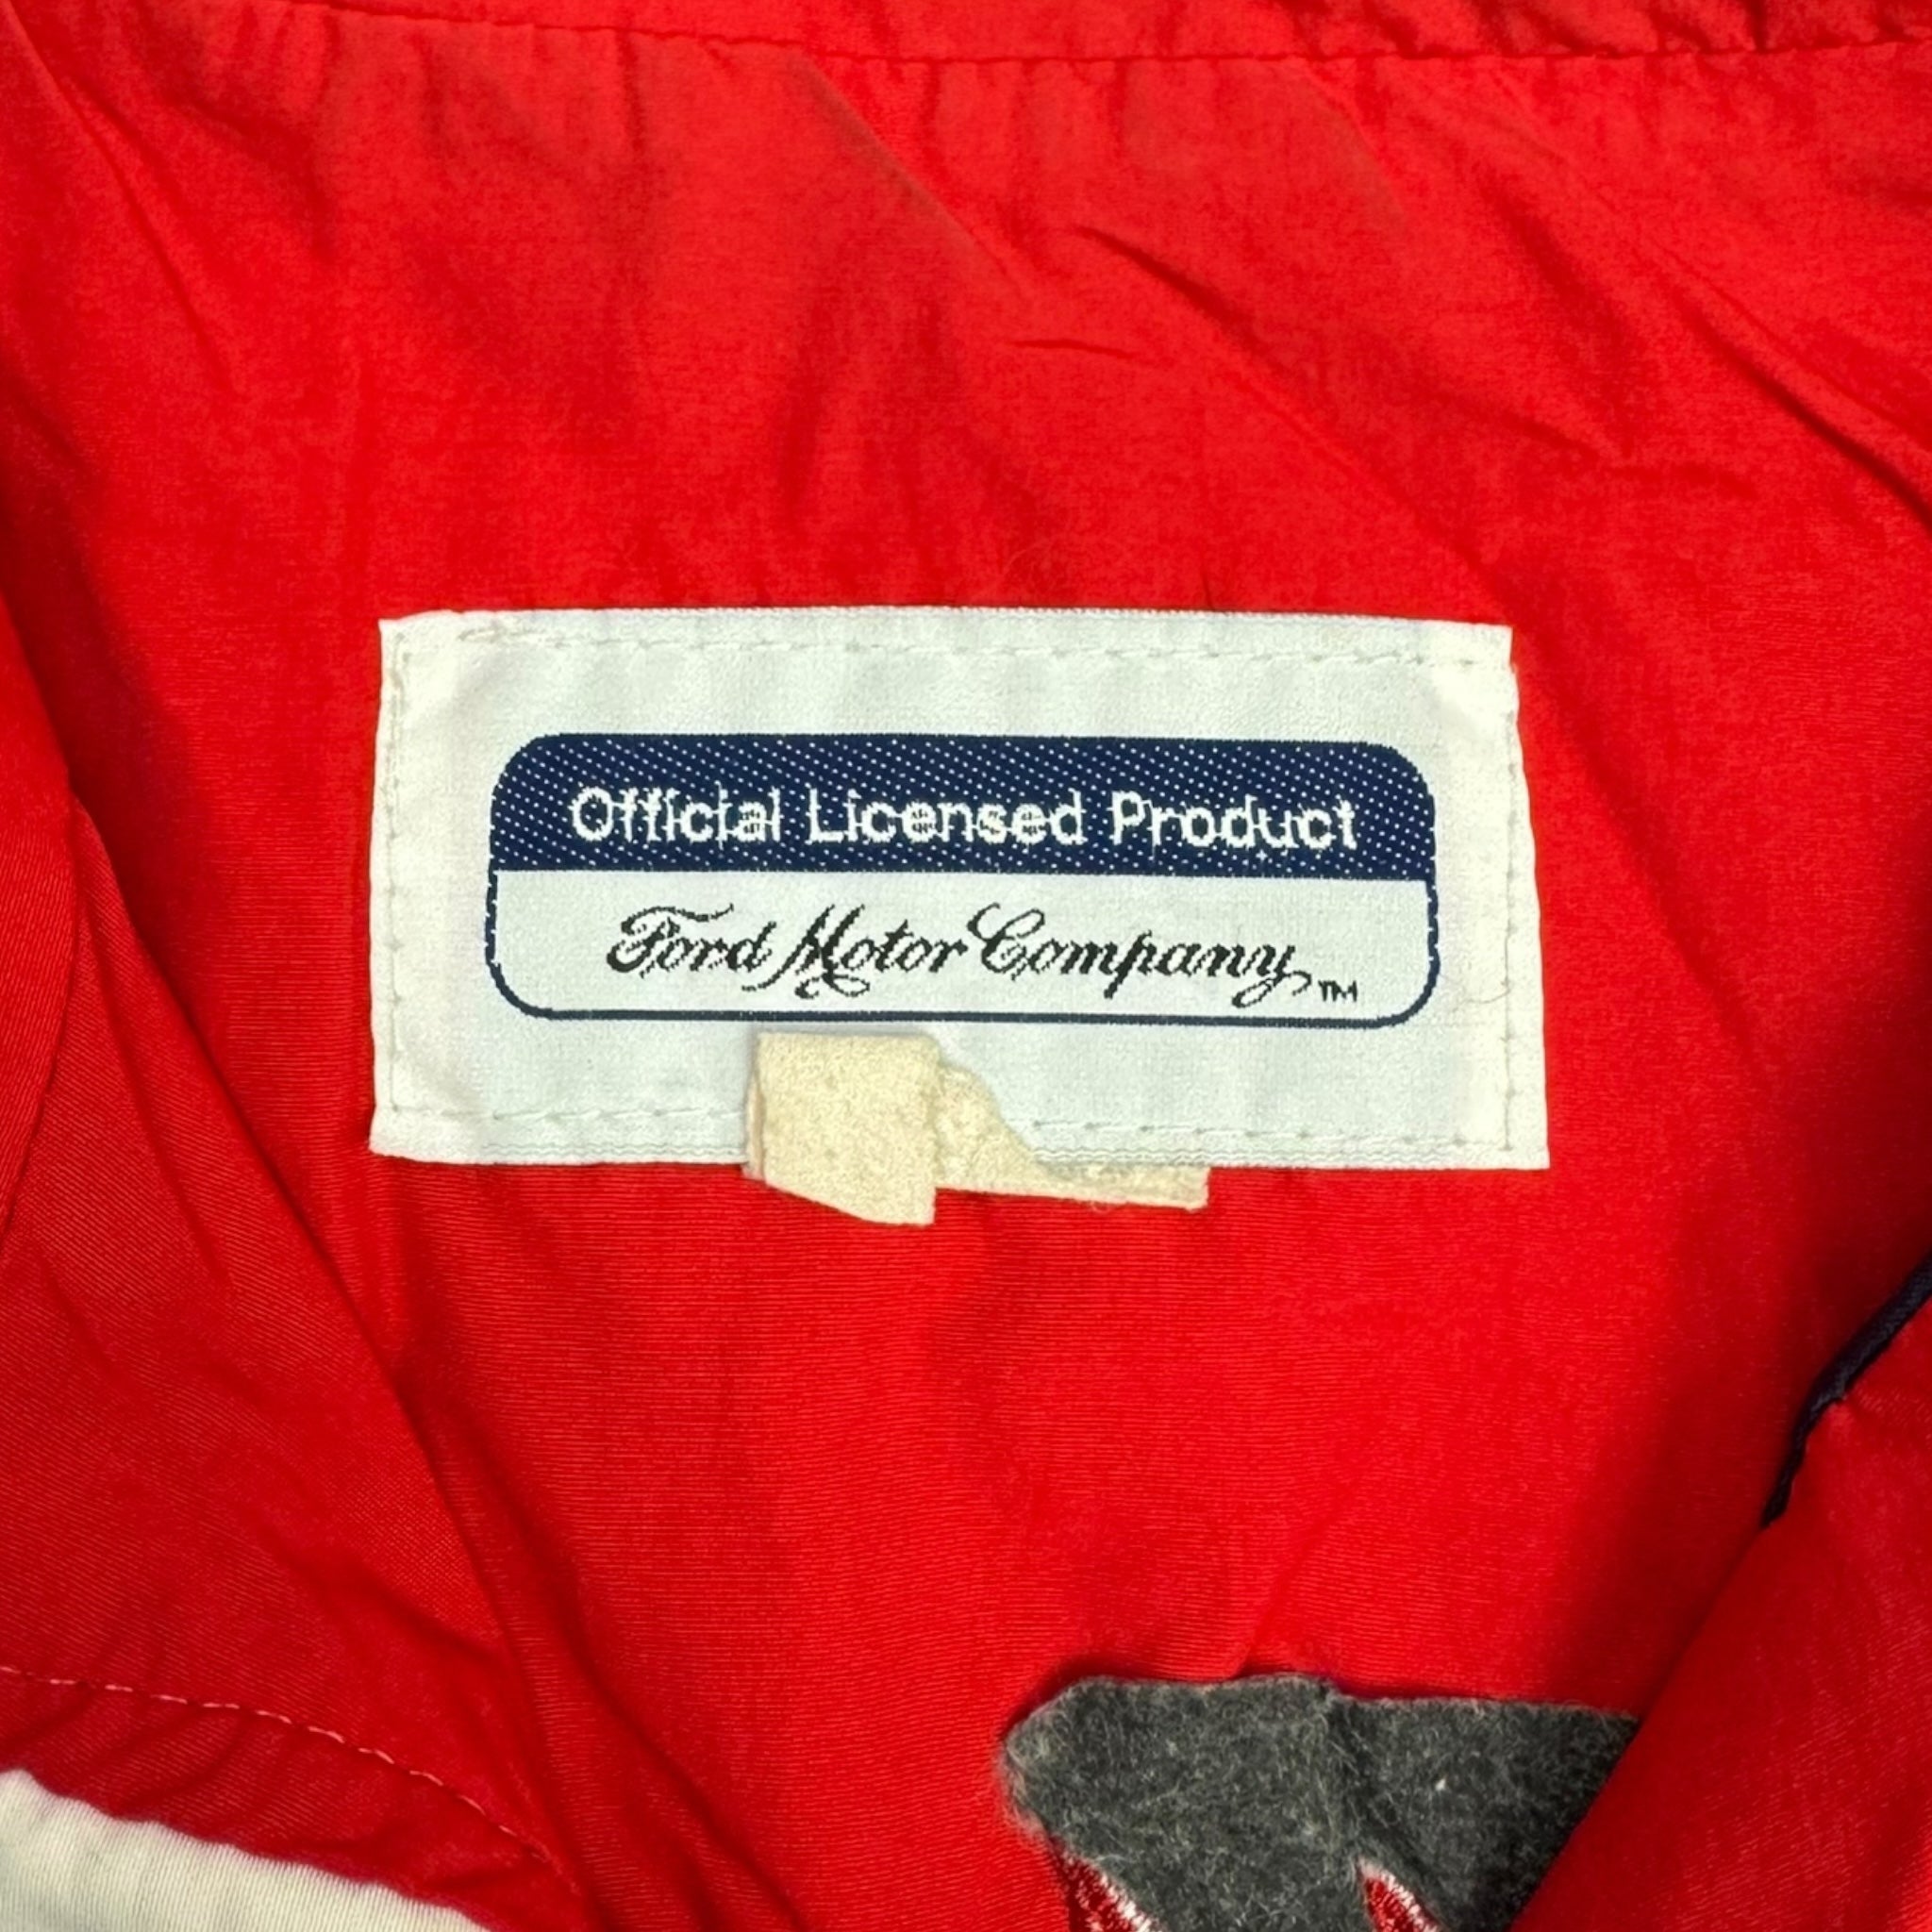 Official Licensed Product
Ford Motor Company™